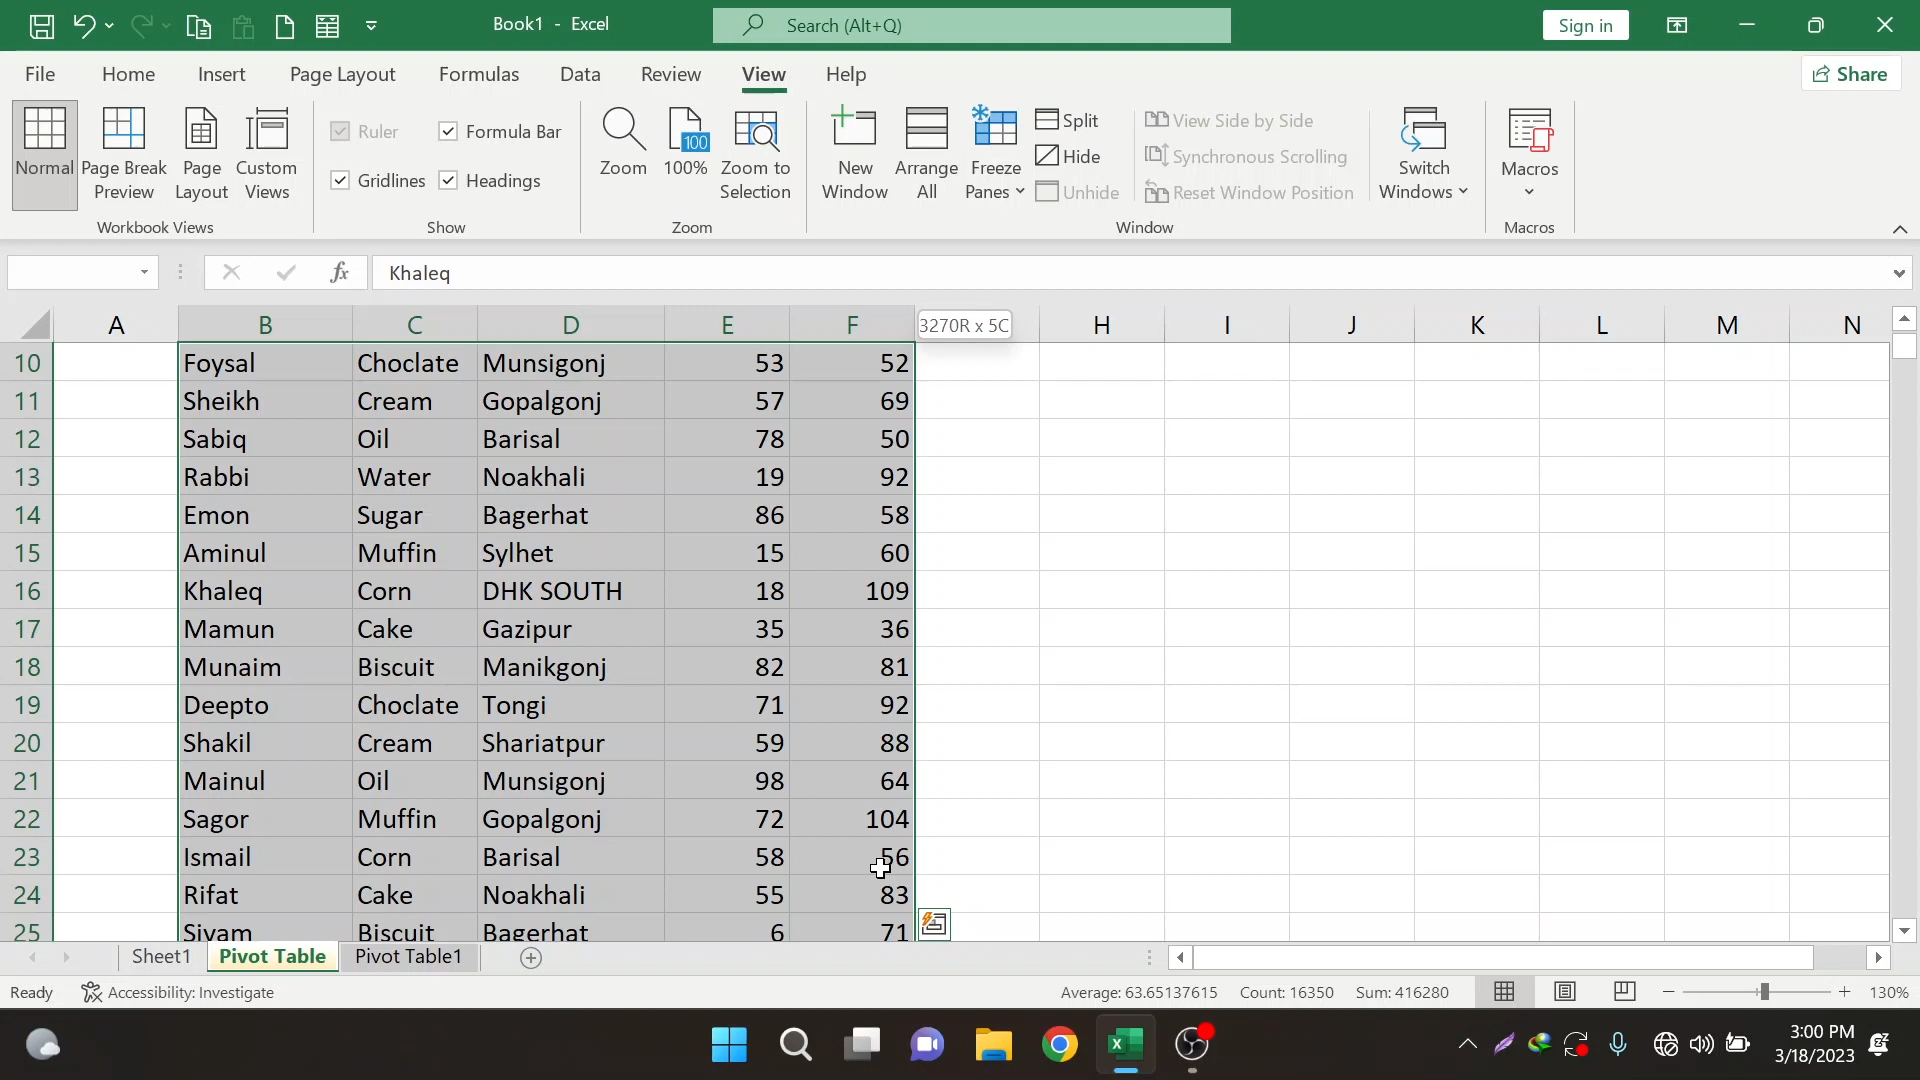 Book1 - Excel
Search (Alt+Q)
Sign in
File Home Insert Page Layout Formulas Data Review View Help
Share
Normal
Page Break Preview
Page Layout
Custom Views
Workbook Views
Ruler
Formula Bar
Gridlines
Headings
Show
Zoom
100
100%
Zoom to Selection
Zoom
New Window
Arrange All
Freeze Panes
Split
Hide
Unhide
View Side by Side
Synchronous Scrolling
Reset Window Position
Window
Switch Windows
Macros
Macros
fx
Khaleq
A B C D E F 3270R x 5C H I J K L M N
10 Foysal Choclate Munsigonj 53 52
11 Sheikh Cream Gopalgonj 57 69
12 Sabiq Oil Barisal 78 50
13 Rabbi Water Noakhali 19 92
14 Emon Sugar Bagerhat 86 58
15 Aminul Muffin Sylhet 15 60
16 Khaleq Corn DHK SOUTH 18 109
17 Mamun Cake Gazipur 35 36
18 Munaim Biscuit Manikgonj 82 81
19 Deepto Choclate Tongi 71 92
20 Shakil Cream Shariatpur 59 88
21 Mainul Oil Munsigonj 98 64
22 Sagor Muffin Gopalgonj 72 104
23 Ismail Corn Barisal 58 56
24 Rifat Cake Noakhali 55 83
25 Siyam Biscuit Bagerhat 6 71
Sheet1 Pivot Table Pivot Table1
Ready Accessibility: Investigate Average: 63.65137615 Count: 16350 Sum: 416280 130%
3:00 PM
3/18/2023